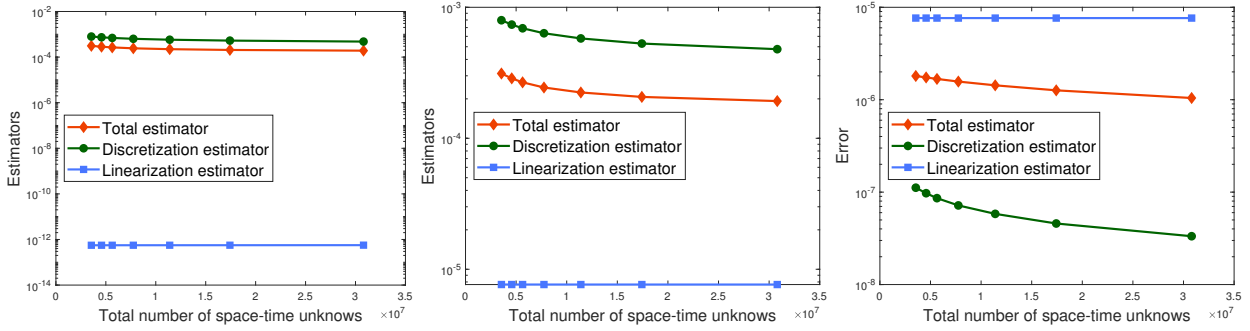 10^-2
10^-4
10^-6
10^-8
10^-10
10^-12
10^-14
Estimators
Total estimator
Discretization estimator
Linearization estimator
0 0.5 1 1.5 2 2.5 3 3.5
×10^7
Total number of space-time unknows
10^-3
10^-4
10^-5
Estimators
Total estimator
Discretization estimator
Linearization estimator
0 0.5 1 1.5 2 2.5 3 3.5
×10^7
Total number of space-time unknows
10^-5
10^-6
10^-7
10^-8
Error
Total estimator
Discretization estimator
Linearization estimator
0 0.5 1 1.5 2 2.5 3 3.5
×10^7
Total number of space-time unknows